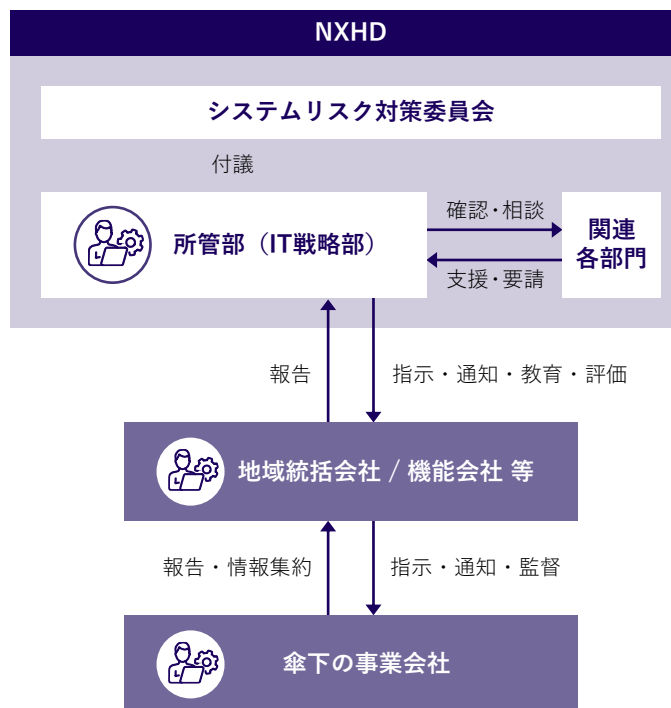 NXHD
システムリスク対策委員会
付議
所管部（IT戦略部）
確認・相談
関連
各部門
支援・要請
報告
指示・通知・教育・評価
地域統括会社 / 機能会社 等
報告・情報集約
指示・通知・監督
傘下の事業会社